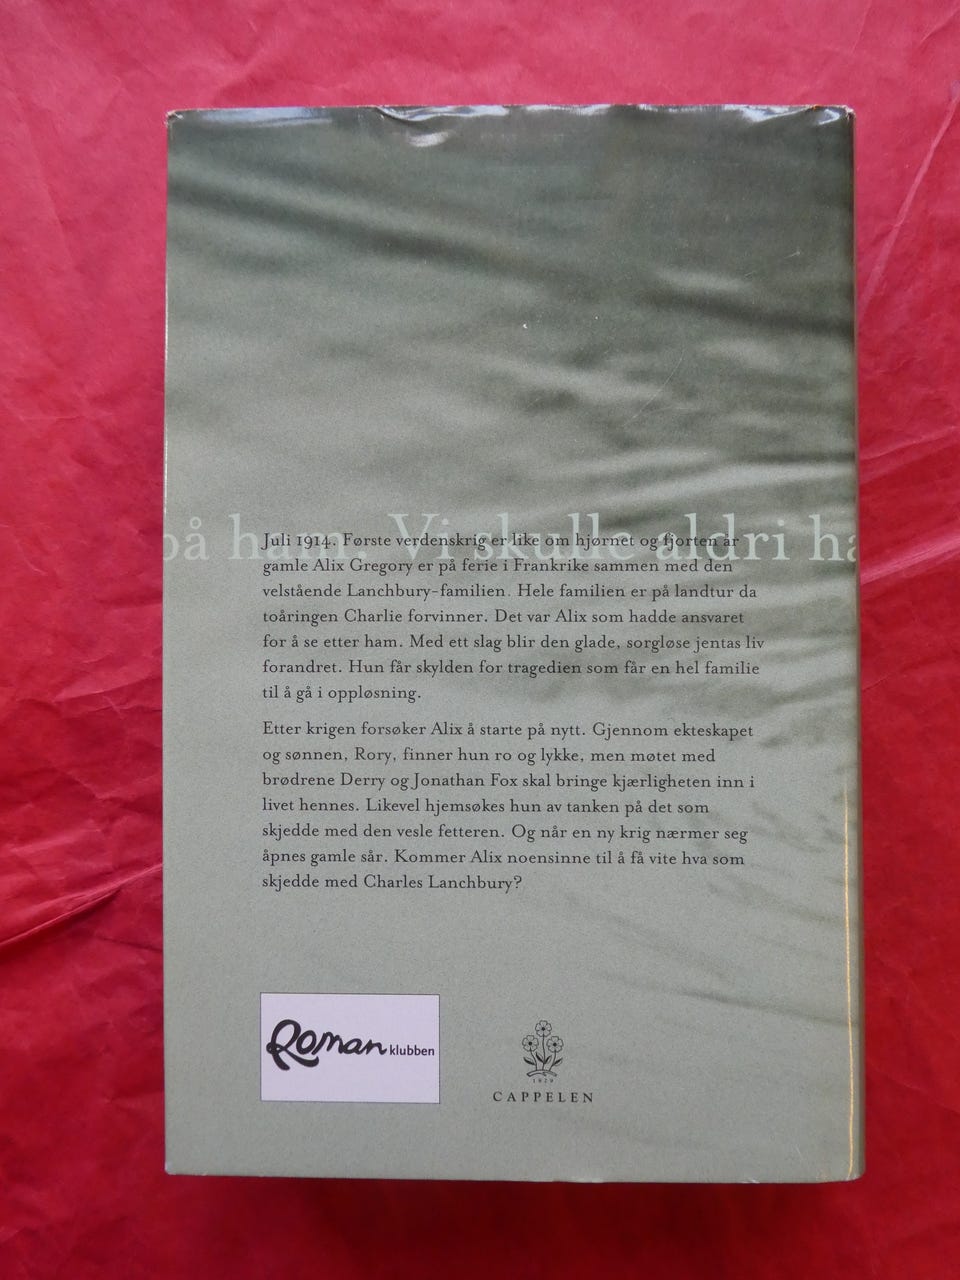 på ham. Vi skulle aldri ha
Juli 1914. Første verdenskrig er like om hjørnet og fjorten år
gamle Alix Gregory er på ferie i Frankrike sammen med den
velstående Lanchbury-familien. Hele familien er på landtur da
toåringen Charlie forvinner. Det var Alix som hadde ansvaret
for å se etter ham. Med ett slag blir den glade, sorgløse jentas liv
forandret. Hun får skylden for tragedien som får en hel familie
til å gå i oppløsning.
Etter krigen forsøker Alix å starte på nytt. Gjennom ekteskapet
og sønnen, Rory, finner hun ro og lykke, men møtet med
brødrene Derry og Jonathan Fox skal bringe kjærligheten inn i
livet hennes. Likevel hjemsøkes hun av tanken på det som
skjedde med den vesle fetteren. Og når en ny krig nærmer seg
åpnes gamle sår. Kommer Alix noensinne til å få vite hva som
skjedde med Charles Lanchbury?
Roman klubben
1829
CAPPELEN